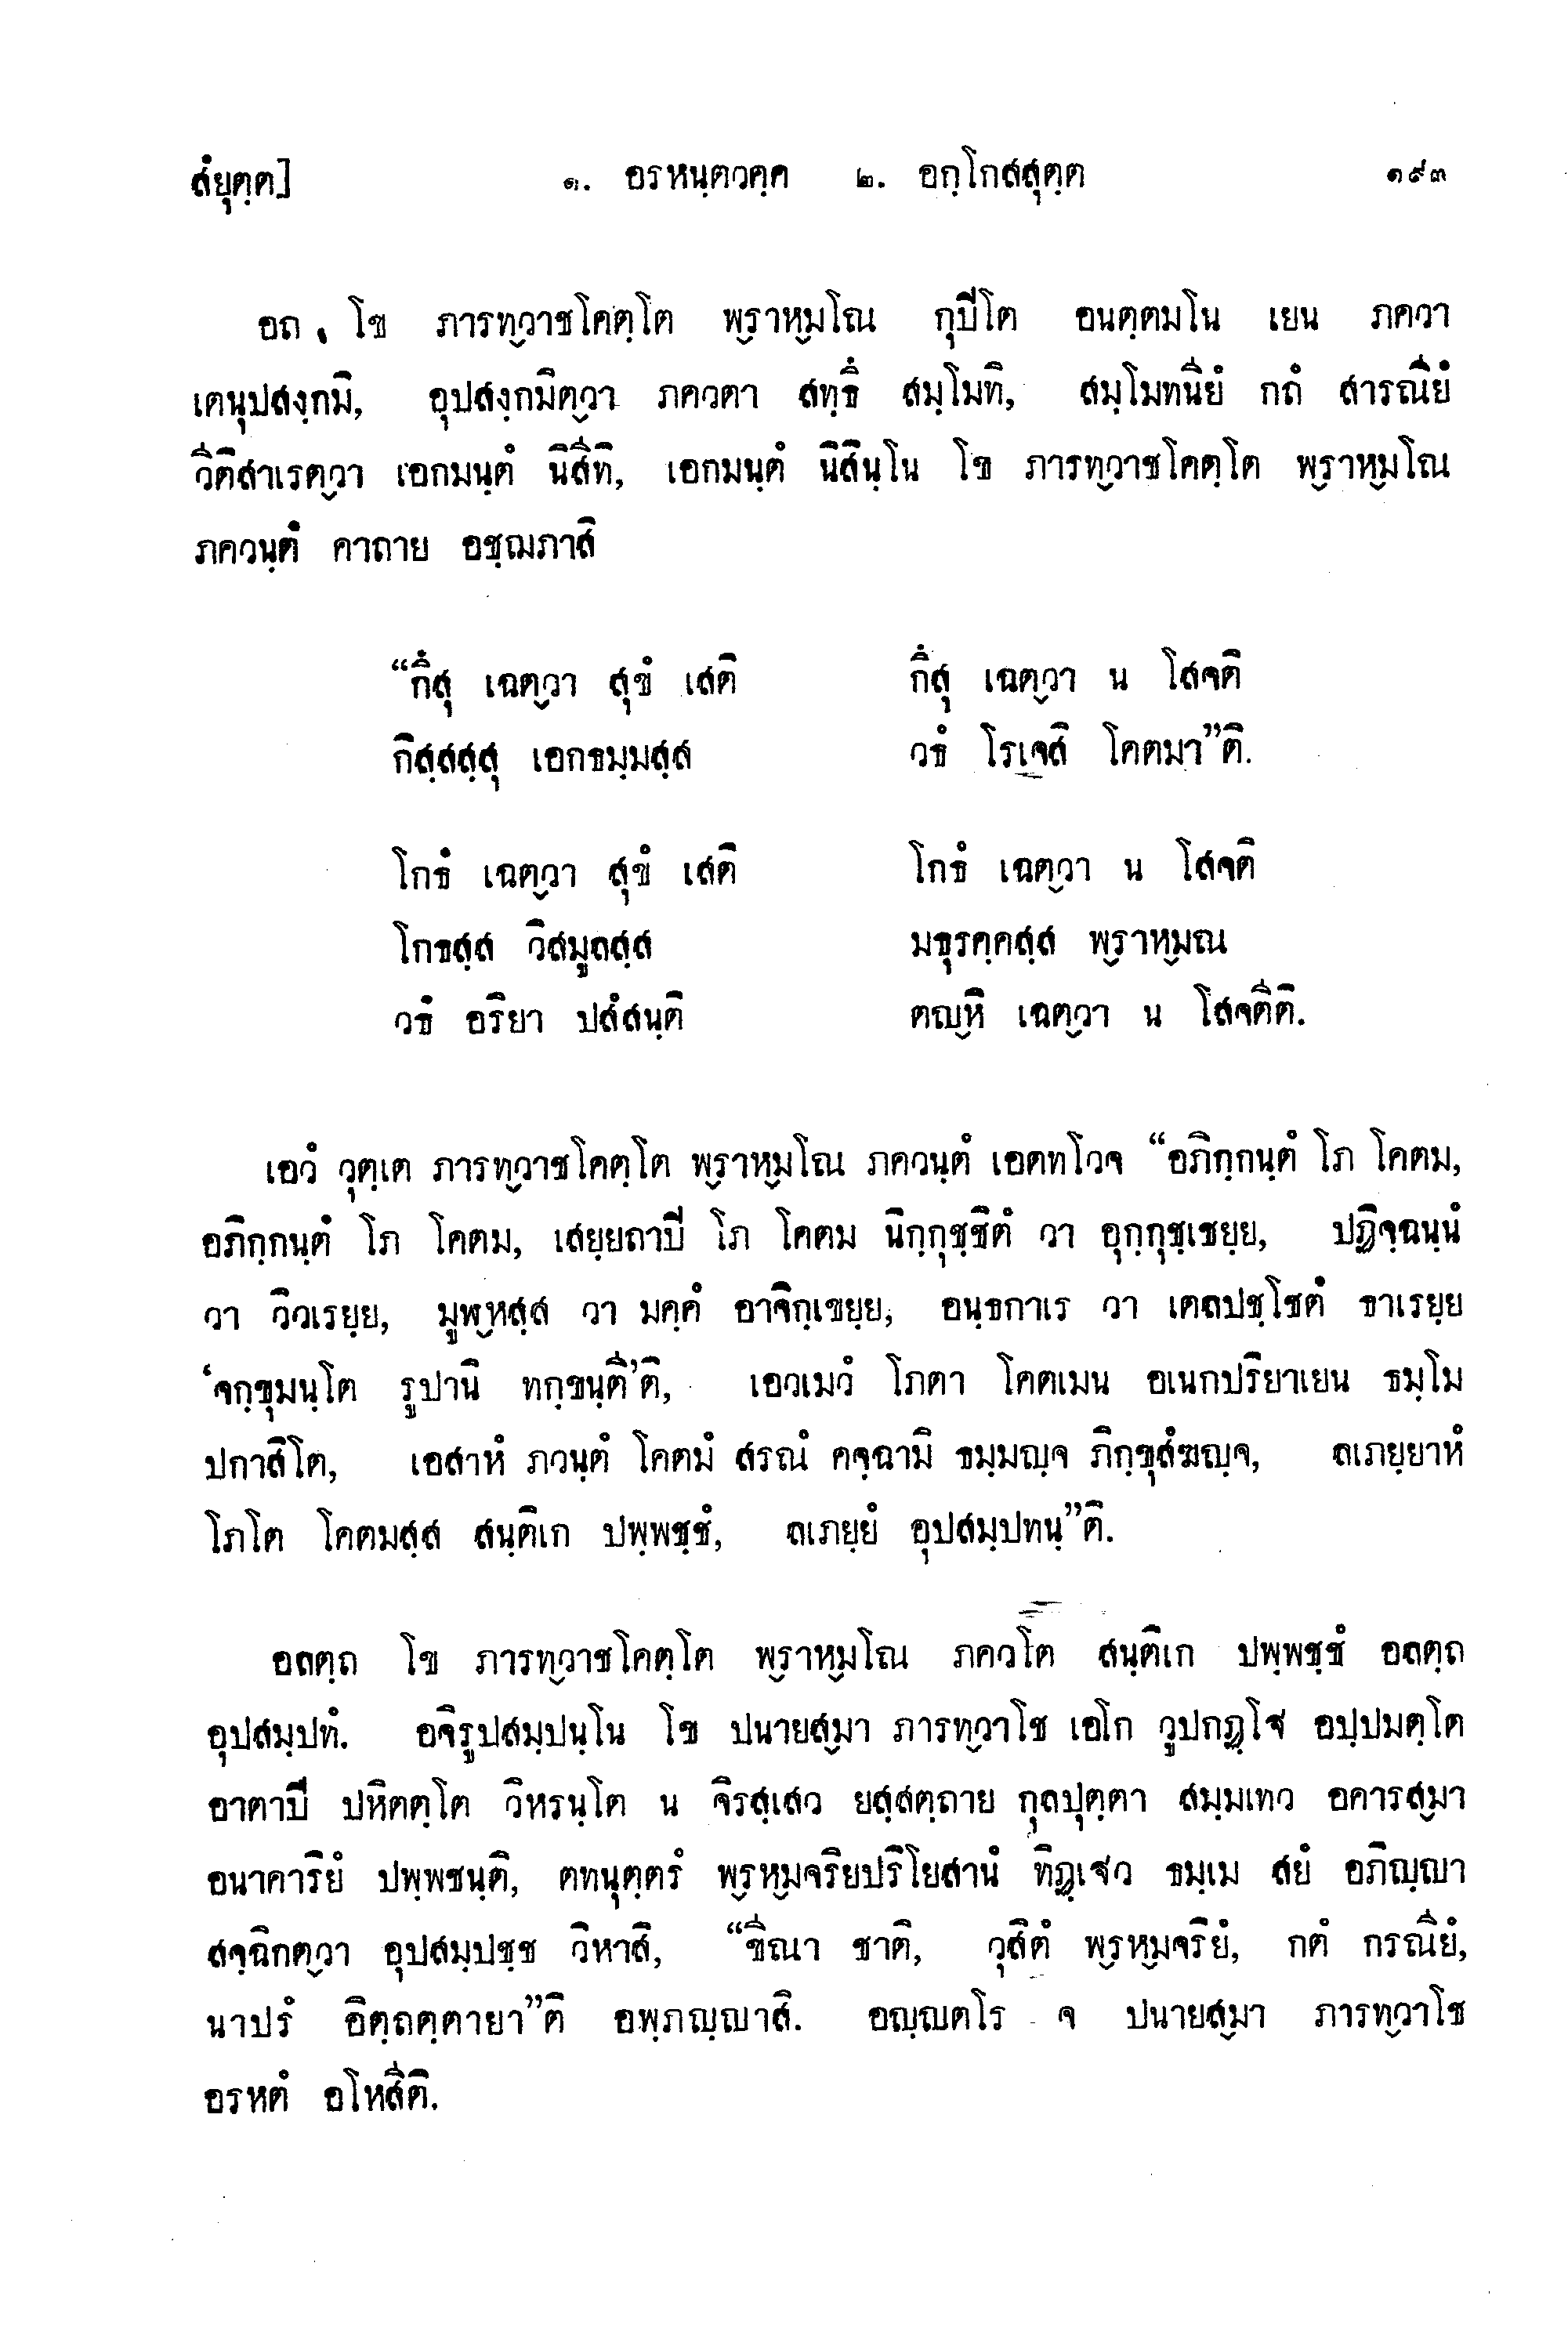 สํยุตฺต] ๑. อรหนฺตวคฺค ๒. อกฺโกสสุตฺต ๑๙๓
อถ โข ภารทฺวาชโคตฺโต พฺราหฺมโณ กุปิโต อนตฺตมโน เยน ภควา
เตนุปสงฺกมิ, อุปสงฺกมิตฺวา ภควตา สทฺธิํ สมฺโมทิ, สมฺโมทนียํ กถํ สารณียํ
วีติสาเรตฺวา เอกมนฺตํ นิสีทิ, เอกมนฺตํ นิสินฺโน โข ภารทฺวาชโคตฺโต พฺราหฺมโณ
ภควนฺตํ คาถาย อชฺฌภาสิ
“กิํสุ เฉตฺวา สุขํ เสติ กิํสุ เฉตฺวา น โสจติ
กิสฺสสฺสุ เอกธมฺมสฺส วธํ โรเจสิ โคตมา”ติ.
โกธํ เฉตฺวา สุขํ เสติ โกธํ เฉตฺวา น โสจติ
โกธสฺส วิสมูลสฺส มธุรคฺคสฺส พฺราหฺมณ
วธํ อริยา ปสํสนฺติ ตญฺหิ เฉตฺวา น โสจตีติ.
เอวํ วุตฺเต ภารทฺวาชโคตฺโต พฺราหฺมโณ ภควนฺตํ เอตทโวจ “อภิกฺกนฺตํ โภ โคตม,
อภิกฺกนฺตํ โภ โคตม, เสยฺยถาปิ โภ โคตม นิกฺกุชฺชิตํ วา อุกฺกุชฺเชยฺย, ปฏิจฺฉนฺนํ
วา วิวเรยฺย, มูฬฺหสฺส วา มคฺคํ อาจิกฺเขยฺย, อนฺธกาเร วา เตลปชฺโชตํ ธาเรยฺย
‘จกฺขุมนฺโต รูปานิ ทกฺขนฺตี’ติ, เอวเมวํ โภตา โคตเมน อเนกปริยาเยน ธมฺโม
ปกาสิโต, เอสาหํ ภวนฺตํ โคตมํ สรณํ คจฺฉามิ ธมฺมญฺจ ภิกฺขุสํฆญฺจ, ลเภยฺยาหํ
โภโต โคตมสฺส สนฺติเก ปพฺพชฺชํ, ลเภยฺยํ อุปสมฺปทนฺ”ติ.
อลตฺถ โข ภารทฺวาชโคตฺโต พฺราหฺมโณ ภควโต สนฺติเก ปพฺพชฺชํ อลตฺถ
อุปสมฺปทํ. อจิรูปสมฺปนฺโน โข ปนายสฺมา ภารทฺวาโช เอโก วูปกฏฺโฐ อปฺปมตฺโต
อาตาปี ปหิตตฺโต วิหรนฺโต น จิรสฺเสว ยสฺสตฺถาย กุลปุตฺตา สมฺมเทว อคารสฺมา
อนาคาริยํ ปพฺพชนฺติ, ตทนุตฺตรํ พฺรหฺมจริยปริโยสานํ ทิฏฺเฐว ธมฺเม สยํ อภิญฺญา
สจฺฉิกตฺวา อุปสมฺปชฺช วิหาสิ, “ขีณา ชาติ, วุสิตํ พฺรหฺมจริยํ, กตํ กรณียํ,
นาปรํ อิตฺถตฺตายา”ติ อพฺภญฺญาสิ. อญฺญตโร จ ปนายสฺมา ภารทฺวาโช
อรหตํ อโหสีติ.